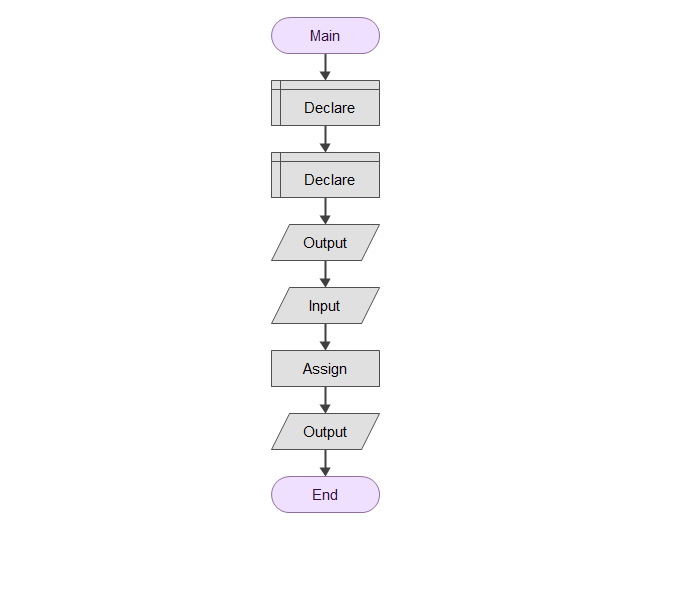 Main
Declare
Declare
Output
Input
Assign
Output
End